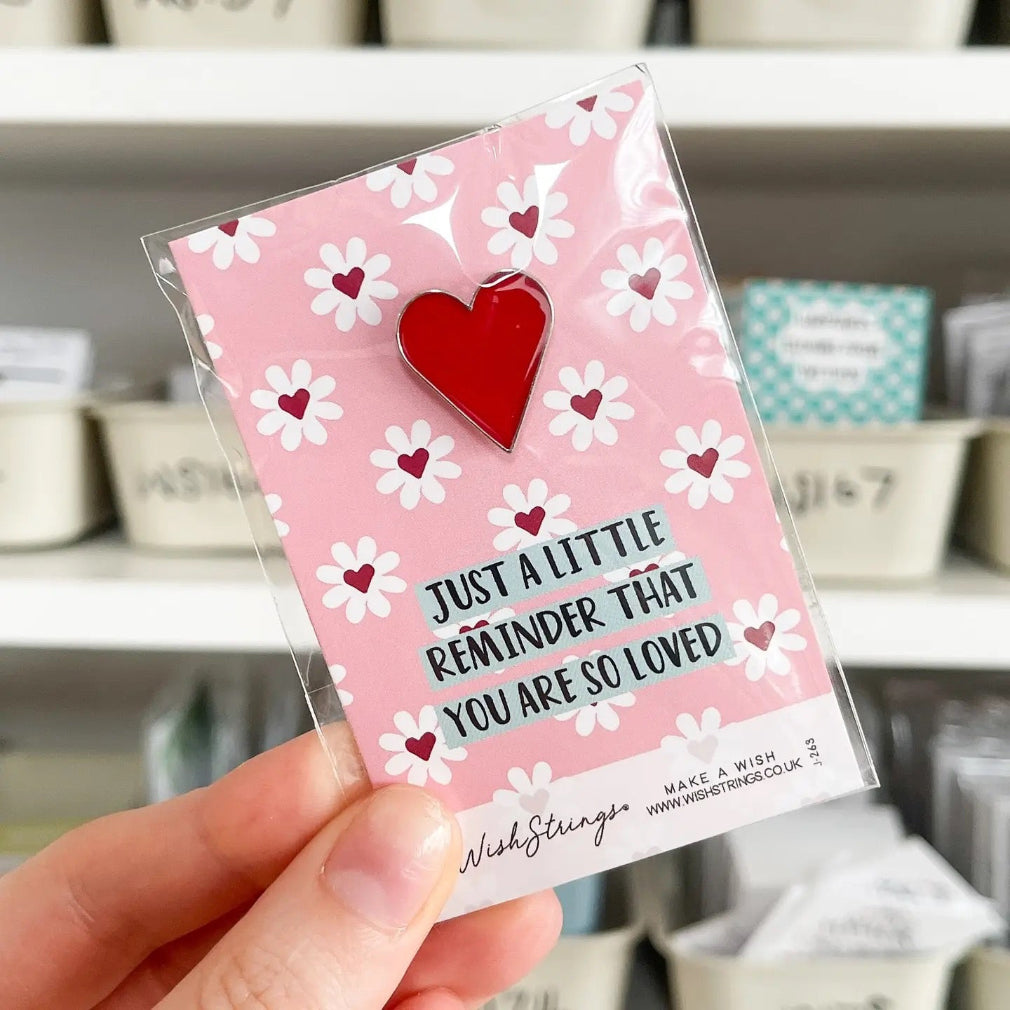 JUST A LITTLE
REMINDER THAT
YOU ARE SO LOVED
WishStrings®
MAKE A WISH
WWW.WISHSTRINGS.CO.UK
J-263